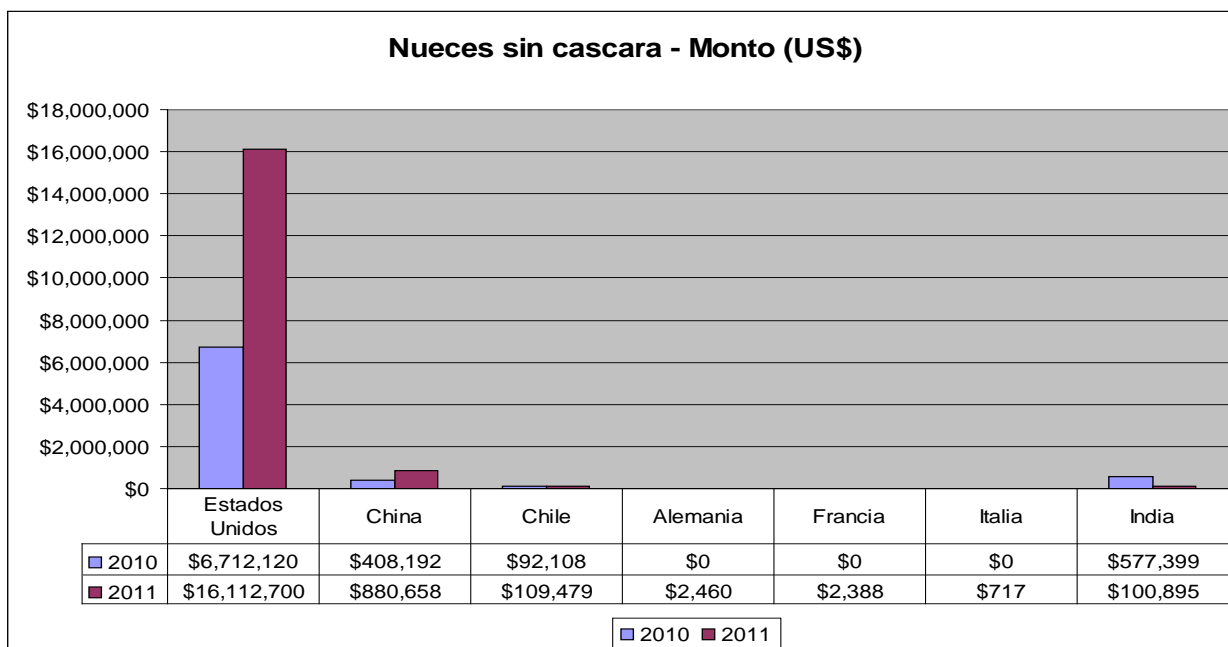 Nueces sin cascara - Monto (US$)
$18,000,000
$16,000,000
$14,000,000
$12,000,000
$10,000,000
$8,000,000
$6,000,000
$4,000,000
$2,000,000
$0
Estados Unidos China Chile Alemania Francia Italia India
2010 $6,712,120 $408,192 $92,108 $0 $0 $0 $577,399
2011 $16,112,700 $880,658 $109,479 $2,460 $2,388 $717 $100,895
2010 2011